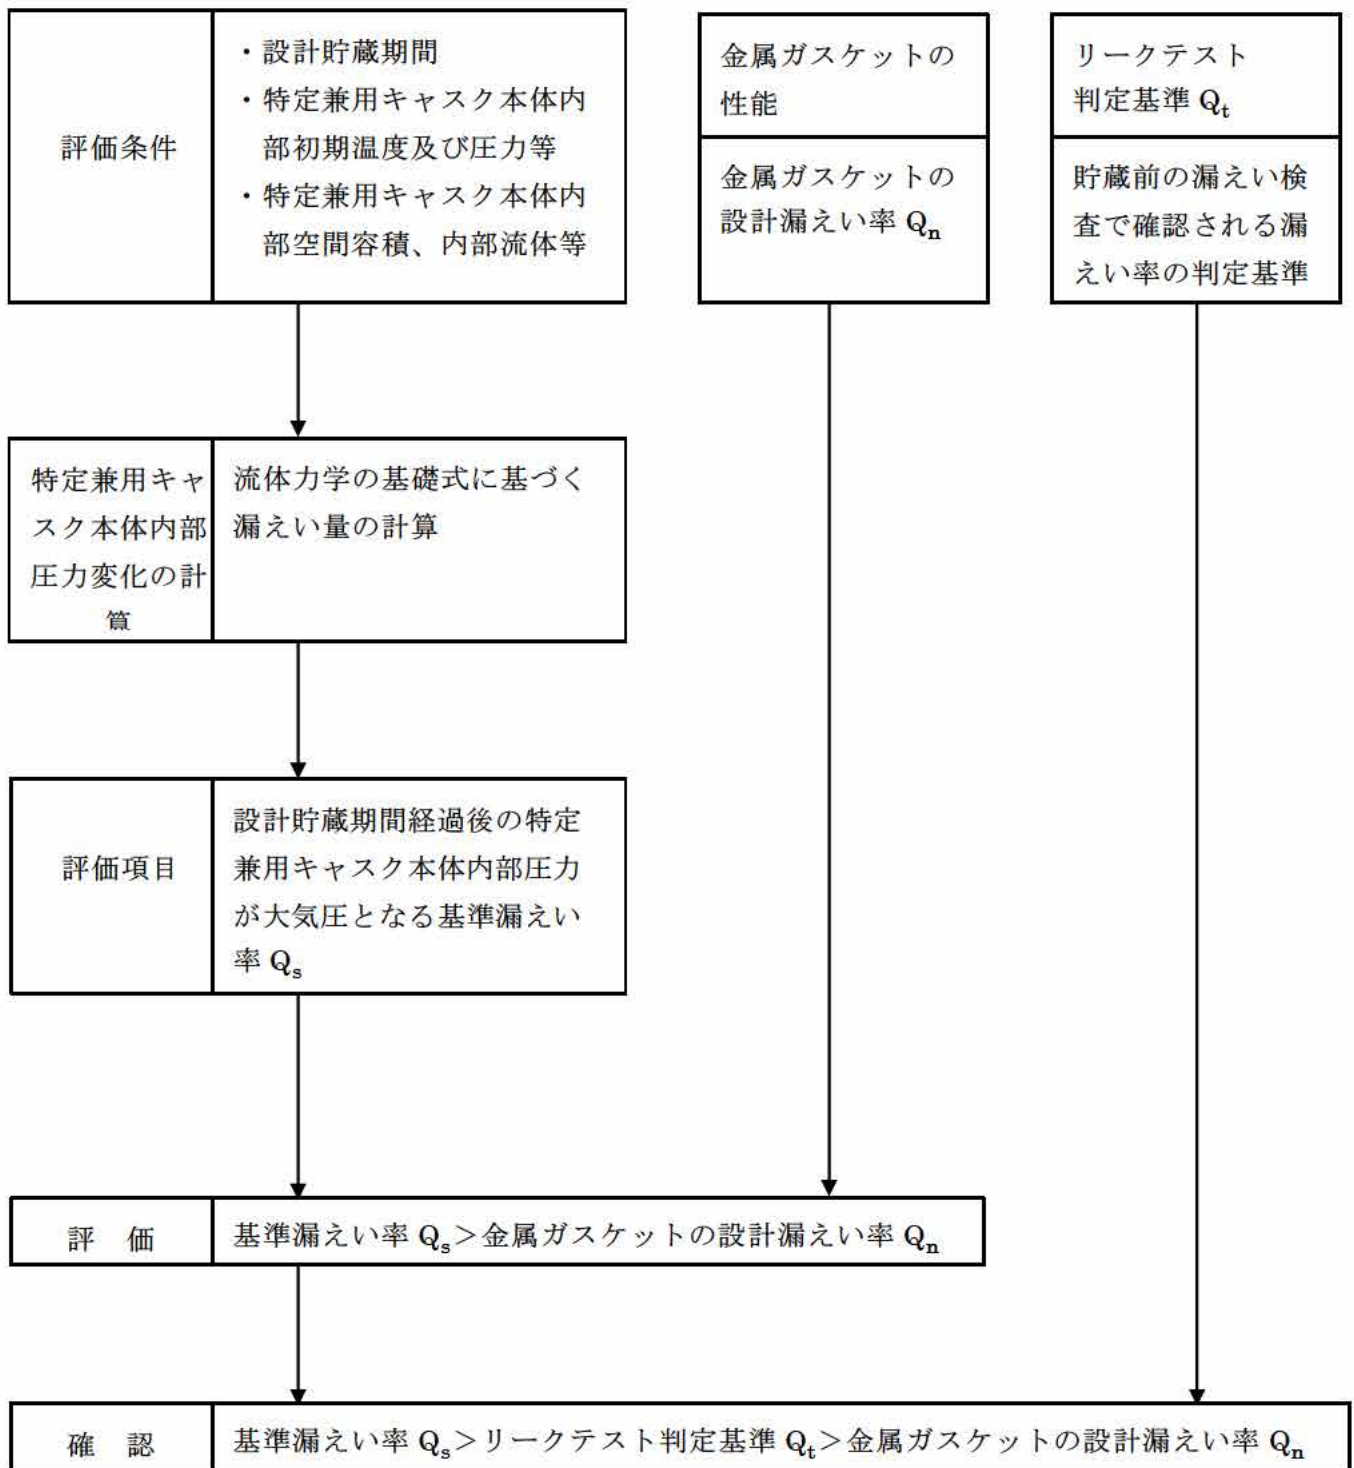 評価条件
・設計貯蔵期間
・特定兼用キャスク本体内
部初期温度及び圧力等
・特定兼用キャスク本体内
部空間容積、内部流体等
金属ガスケットの
性能
金属ガスケットの
設計漏えい率 Qn
リークテスト
判定基準 Qt
貯蔵前の漏えい検
査で確認される漏
えい率の判定基準
特定兼用キャ
スク本体内部
圧力変化の計
算
流体力学の基礎式に基づく
漏えい量の計算
評価項目
設計貯蔵期間経過後の特定
兼用キャスク本体内部圧力
が大気圧となる基準漏えい
率 Qs
評 価
基準漏えい率 Qs＞金属ガスケットの設計漏えい率 Qn
確 認
基準漏えい率 Qs＞リークテスト判定基準 Qt＞金属ガスケットの設計漏えい率 Qn